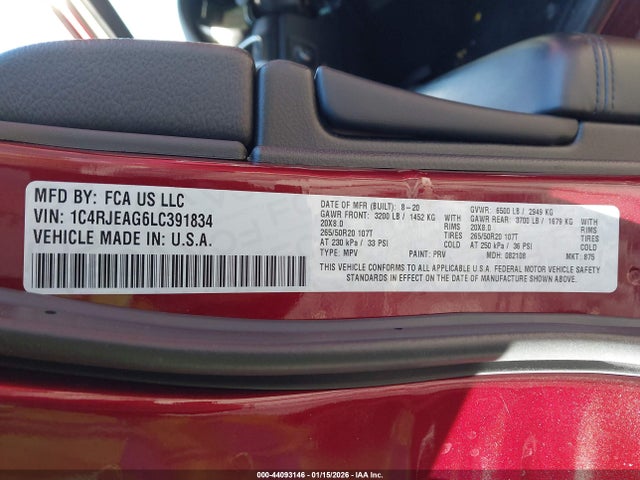 MFD BY: FCA US LLC
VIN: 1C4RJEAG6LC391834
VEHICLE MADE IN: U.S.A.
DATE OF MFR (BUILT): 8-20
GAWR FRONT: 3200 LB / 1452 KG
20X8.0 RIMS
265/50R20 107T TIRES
AT 230 kPa / 33 PSI COLD
TYPE: MPV PAINT: PRV
GVWR: 6500 LB / 2949 KG
GAWR REAR: 3700 LB / 1679 KG
20X8.0 RIMS
265/50R20 107T TIRES
AT 250 kPa / 36 PSI COLD
MDH: 082108 MKT: 875
THIS VEHICLE CONFORMS TO ALL APPLICABLE U.S.A. FEDERAL MOTOR VEHICLE SAFETY
STANDARDS IN EFFECT ON THE DATE OF MANUFACTURE SHOWN ABOVE.
000-44093146 - 01/15/2026 - IAA Corp.